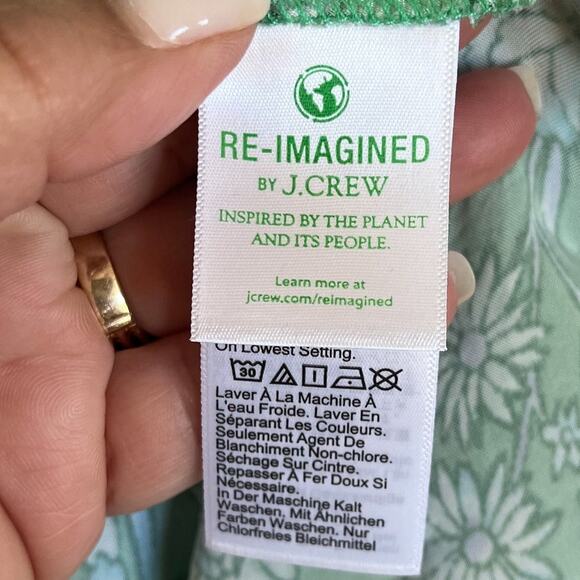 RE-IMAGINED
BY J.CREW
INSPIRED BY THE PLANET
AND ITS PEOPLE.
Learn more at
jcrew.com/reimagined
On Lowest Setting.
30
Laver À La Machine À
L'eau Froide. Laver En
Séparant Les Couleurs.
Seulement Agent De
Blanchiment Non-chlore.
Séchage Sur Cintre.
Repasser À Fer Doux Si
Nécessaire.
In Der Maschine Kalt
Waschen, Mit Ähnlichen
Farben Waschen. Nur
Chlorfreies Bleichmittel